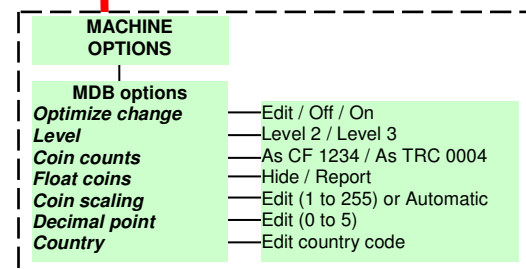 MACHINE
OPTIONS
MDB options
Optimize change Edit / Off / On
Level Level 2 / Level 3
Coin counts As CF 1234 / As TRC 0004
Float coins Hide / Report
Coin scaling Edit (1 to 255) or Automatic
Decimal point Edit (0 to 5)
Country Edit country code